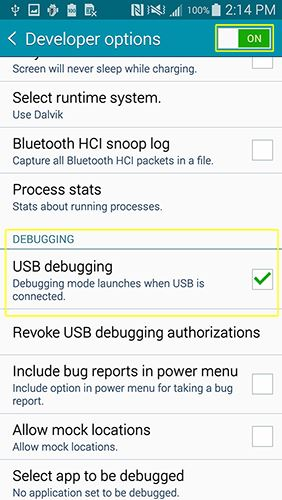 100% 2:14 PM
Developer options
ON
Screen will never sleep while charging.
Select runtime system.
Use Dalvik
Bluetooth HCI snoop log
Capture all Bluetooth HCI packets in a file.
Process stats
Stats about running processes.
DEBUGGING
USB debugging
Debugging mode launches when USB is
connected.
Revoke USB debugging authorizations
Include bug reports in power menu
Include option in power menu for taking a bug
report.
Allow mock locations
Allow mock locations.
Select app to be debugged
No application set to be debugged.